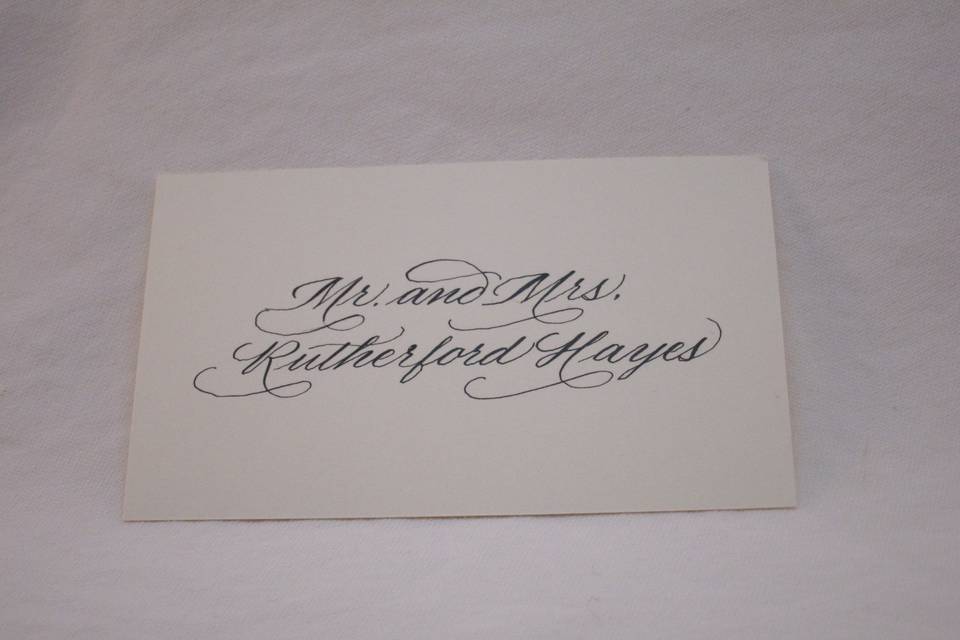 Mr. and Mrs.
Rutherford Hayes